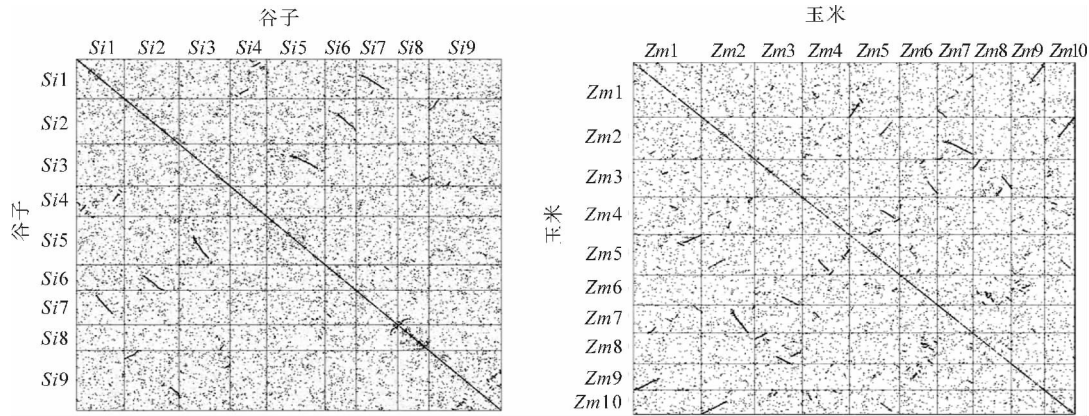 谷子
Si1 Si2 Si3 Si4 Si5 Si6 Si7 Si8 Si9
Si1
Si2
Si3
Si4
Si5
Si6
Si7
Si8
Si9
谷子
玉米
Zm1 Zm2 Zm3 Zm4 Zm5 Zm6 Zm7 Zm8 Zm9 Zm10
Zm1
Zm2
Zm3
Zm4
Zm5
Zm6
Zm7
Zm8
Zm9
Zm10
玉米